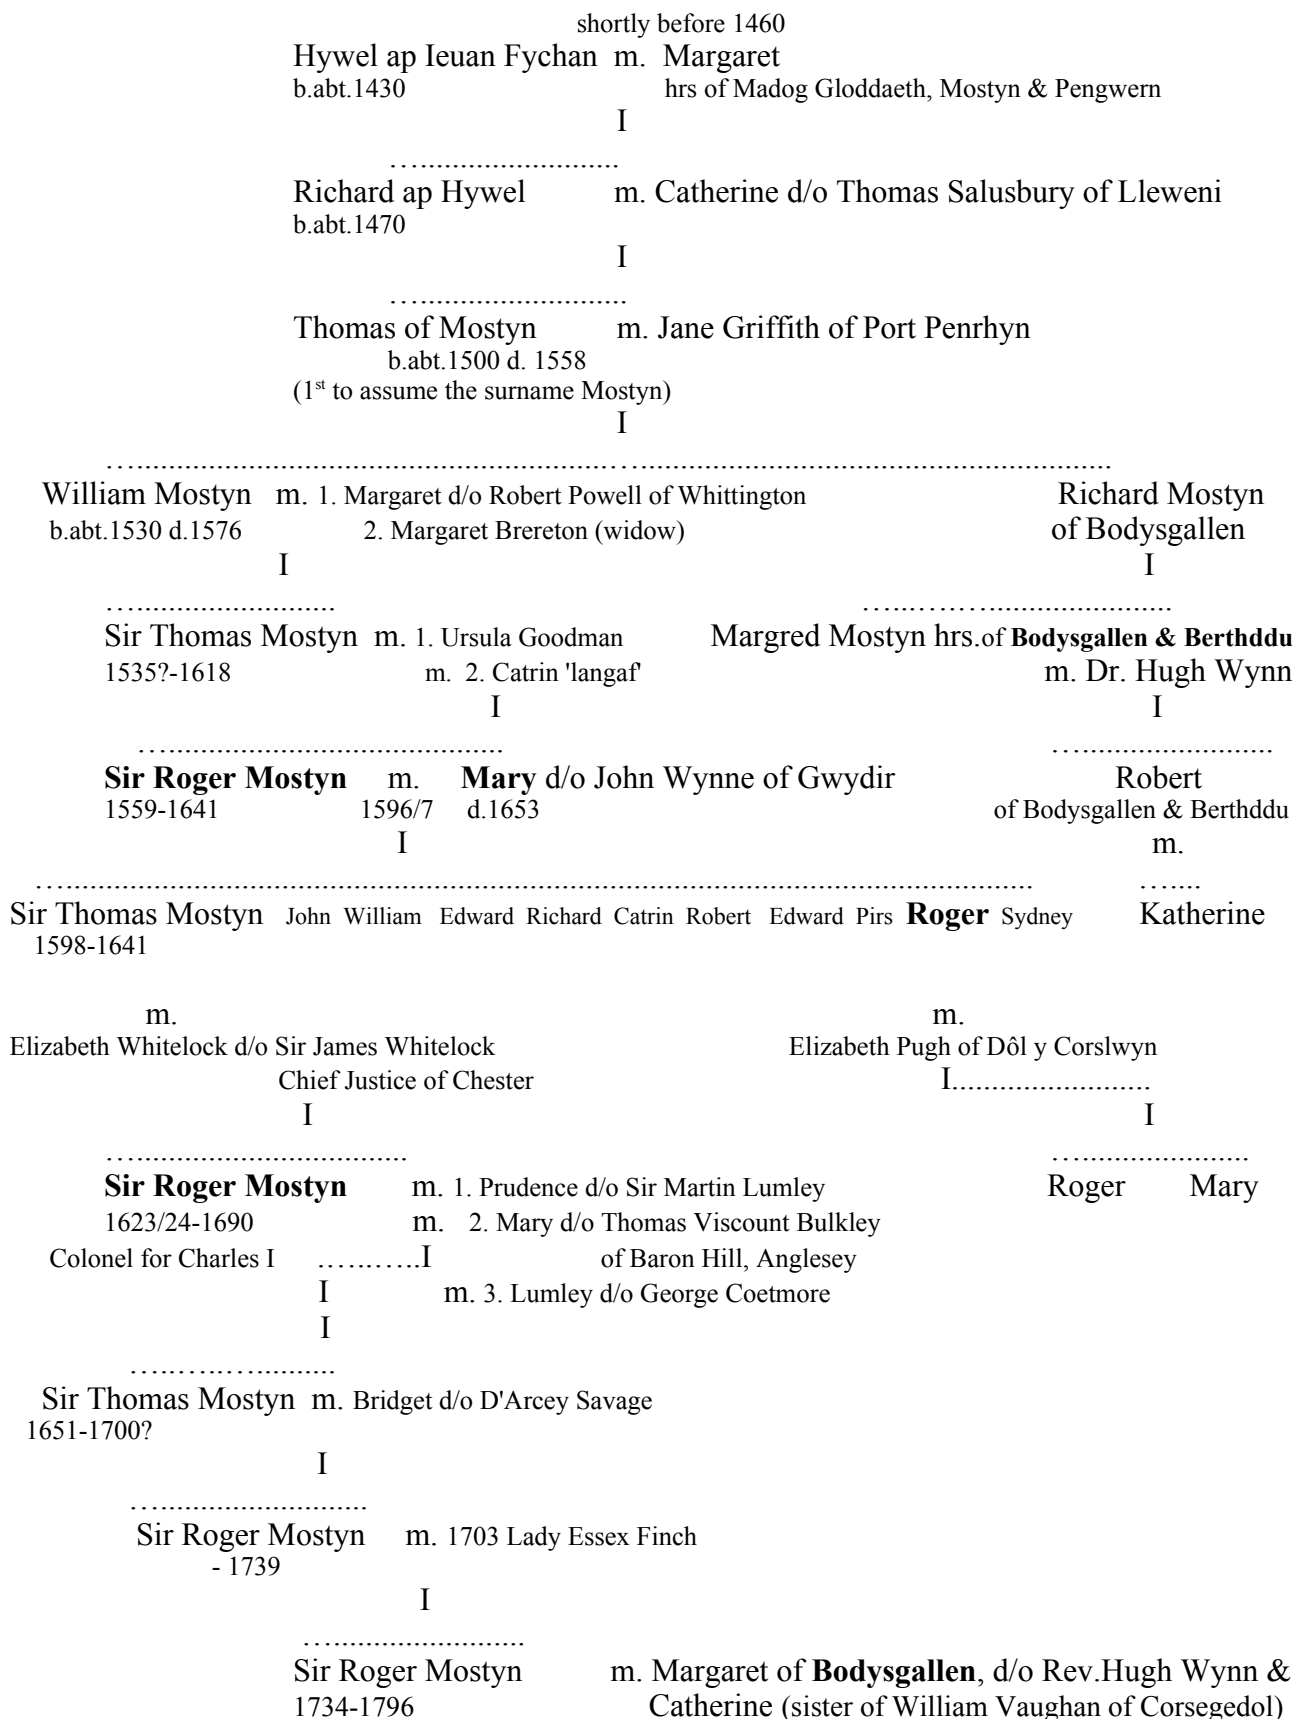 shortly before 1460
Hywel ap Ieuan Fychan m. Margaret
b.abt.1430 hrs of Madog Gloddaeth, Mostyn & Pengwern
I
….........................
Richard ap Hywel m. Catherine d/o Thomas Salusbury of Lleweni
b.abt.1470
I
…..........................
Thomas of Mostyn m. Jane Griffith of Port Penrhyn
b.abt.1500 d. 1558
(1st to assume the surname Mostyn)
I
…...........................................................…...........................................................
William Mostyn m. 1. Margaret d/o Robert Powell of Whittington Richard Mostyn
b.abt.1530 d.1576 2. Margaret Brereton (widow) of Bodysgallen
I I
…......................... …...….…........................
Sir Thomas Mostyn m. 1. Ursula Goodman Margred Mostyn hrs.of Bodysgallen & Berthddu
1535?-1618 m. 2. Catrin 'langaf' m. Dr. Hugh Wynn
I I
….......................................... …........................
Sir Roger Mostyn m. Mary d/o John Wynne of Gwydir Robert
1559-1641 1596/7 d.1653 of Bodysgallen & Berthddu
I m.
….......................................................................................................................... …....
Sir Thomas Mostyn John William Edward Richard Catrin Robert Edward Pirs Roger Sydney Katherine
1598-1641
m. m.
Elizabeth Whitelock d/o Sir James Whitelock Elizabeth Pugh of Dôl y Corslwyn
Chief Justice of Chester I.........................
I I
…................................... …......................
Sir Roger Mostyn m. 1. Prudence d/o Sir Martin Lumley Roger Mary
1623/24-1690 m. 2. Mary d/o Thomas Viscount Bulkley
Colonel for Charles I …...…..I of Baron Hill, Anglesey
I m. 3. Lumley d/o George Coetmore
I
…..…..…..........
Sir Thomas Mostyn m. Bridget d/o D'Arcey Savage
1651-1700?
I
…..........................
Sir Roger Mostyn m. 1703 Lady Essex Finch
- 1739
I
…........................
Sir Roger Mostyn m. Margaret of Bodysgallen, d/o Rev.Hugh Wynn &
1734-1796 Catherine (sister of William Vaughan of Corsegedol)